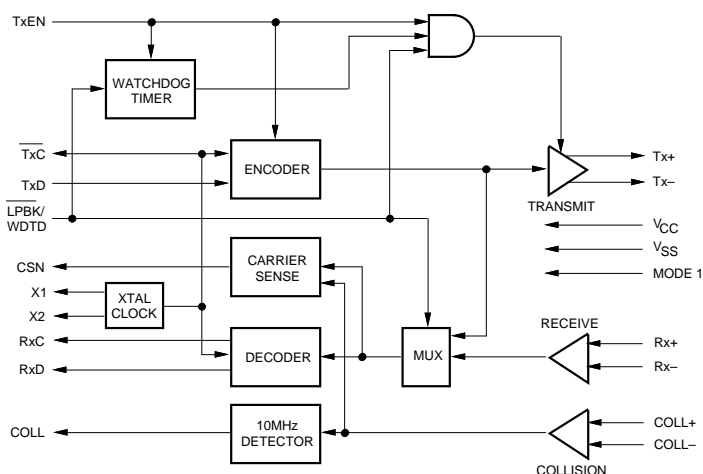 TxEN
WATCHDOG
TIMER
TxC
ENCODER
TxD
Tx+
Tx–
TRANSMIT
LPBK/
WDTD
VCC
VSS
MODE 1
CSN
CARRIER
SENSE
X1
X2
XTAL
CLOCK
RECEIVE
RxC
RxD
DECODER
MUX
Rx+
Rx–
COLL
10MHz
DETECTOR
COLL+
COLL–
COLLISION